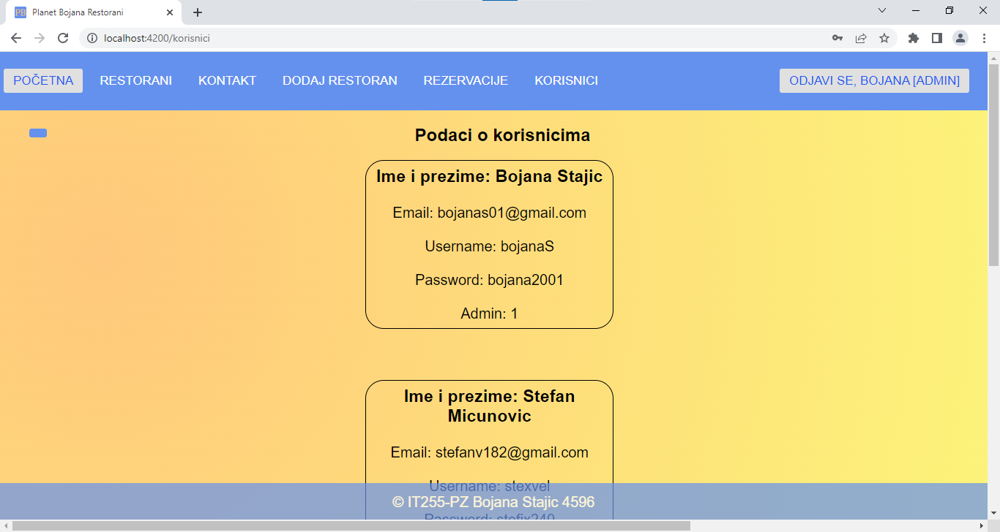 PB Planet Bojana Restorani
localhost:4200/korisnici
POČETNA RESTORANI KONTAKT DODAJ RESTORAN REZERVACIJE KORISNICI ODJAVI SE, BOJANA [ADMIN]
Podaci o korisnicima
Ime i prezime: Bojana Stajic
Email: bojanas01@gmail.com
Username: bojanaS
Password: bojana2001
Admin: 1
Ime i prezime: Stefan
Micunovic
Email: stefanv182@gmail.com
Username: stexvel
© IT255-PZ Bojana Stajic 4596
Password: stefix240